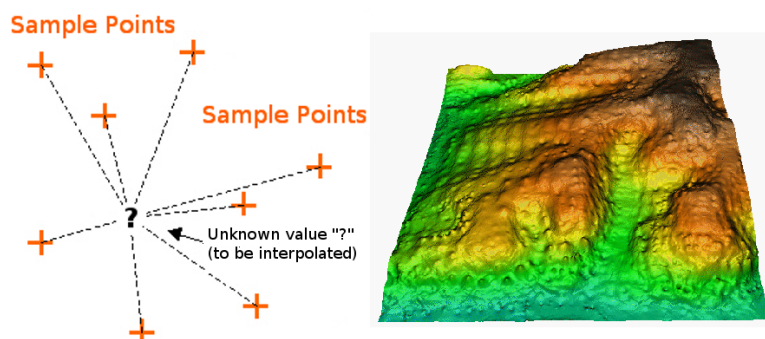 Sample Points
Sample Points
?
Unknown value "?"
(to be interpolated)